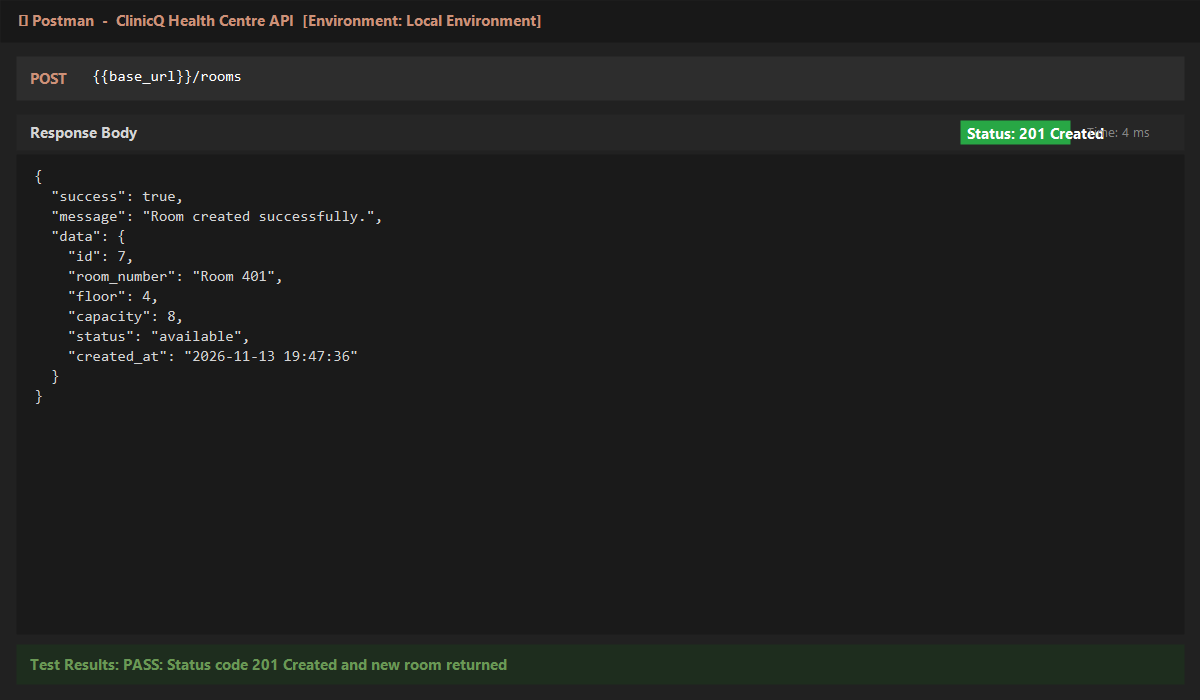 Postman - ClinicQ Health Centre API [Environment: Local Environment]
POST {{base_url}}/rooms
Response Body
Status: 201 Created
4 ms
{
  "success": true,
  "message": "Room created successfully.",
  "data": {
    "id": 7,
    "room_number": "Room 401",
    "floor": 4,
    "capacity": 8,
    "status": "available",
    "created_at": "2026-11-13 19:47:36"
  }
}
Test Results: PASS: Status code 201 Created and new room returned